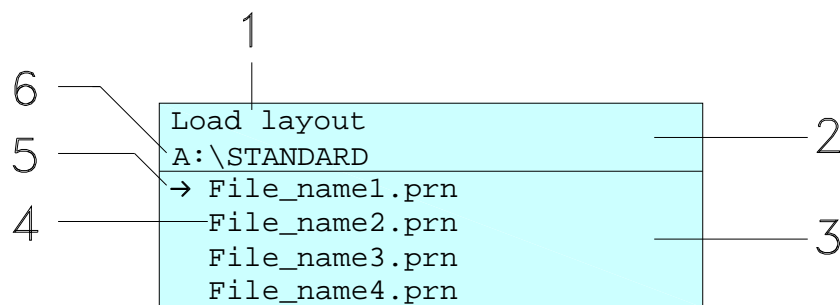 1
6
Load layout
2
A:\STANDARD
5
→ File_name1.prn
4
File_name2.prn
3
File_name3.prn
File_name4.prn